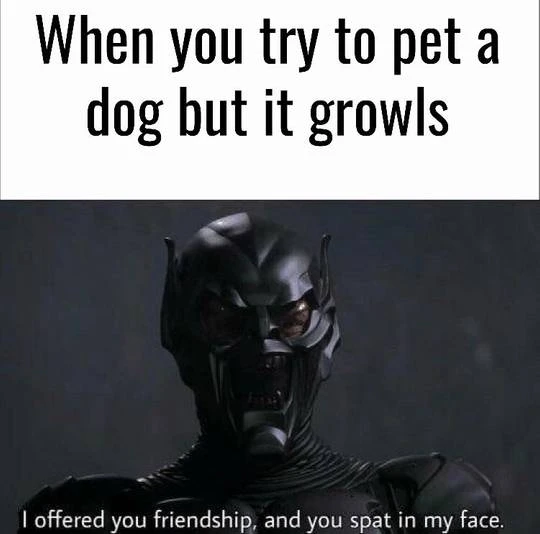 When you try to pet a
dog but it growls
I offered you friendship, and you spat in my face.